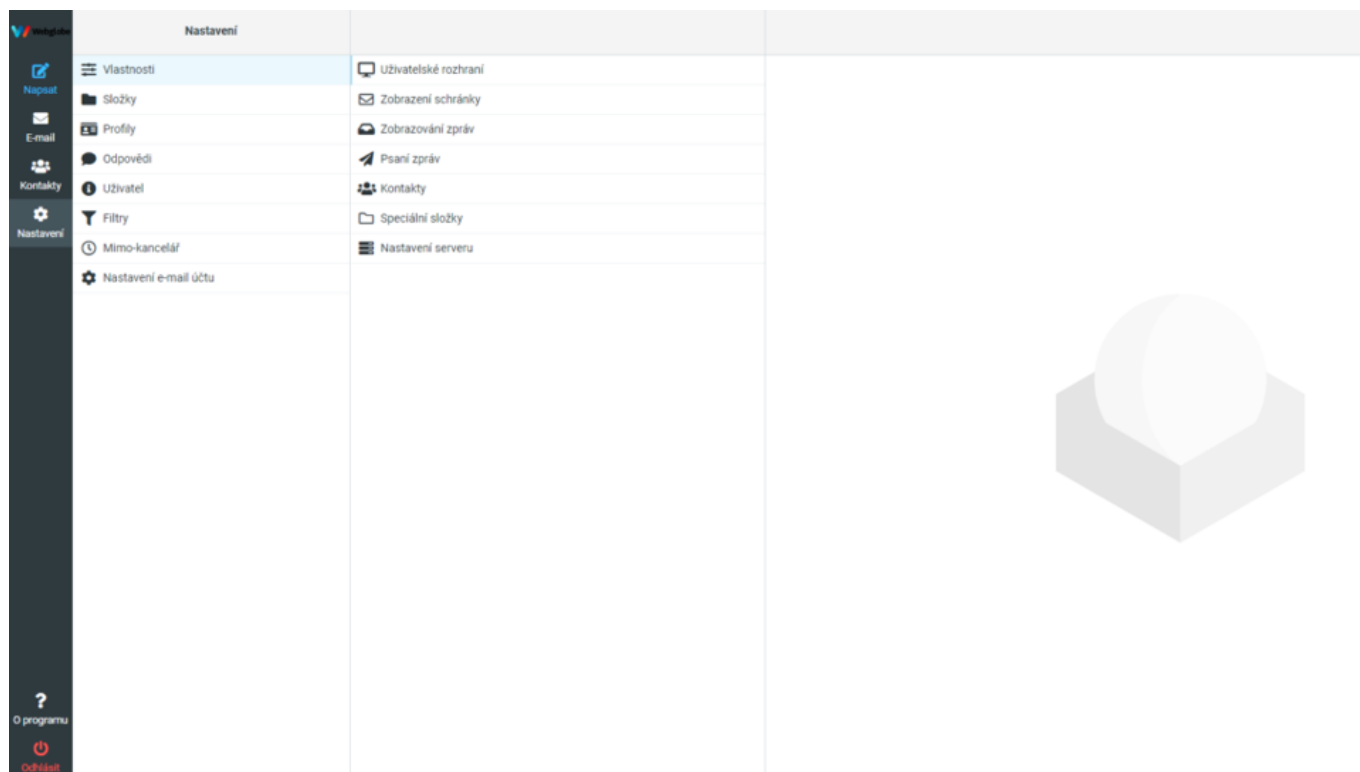 Webglobe
Napsat
E-mail
Kontakty
Nastavení
O programu
Odhlásit
Nastavení
Vlastnosti
Složky
Profily
Odpovědi
Uživatel
Filtry
Mimo-kancelář
Nastavení e-mail účtu
Uživatelské rozhraní
Zobrazení schránky
Zobrazování zpráv
Psaní zpráv
Kontakty
Speciální složky
Nastavení serveru